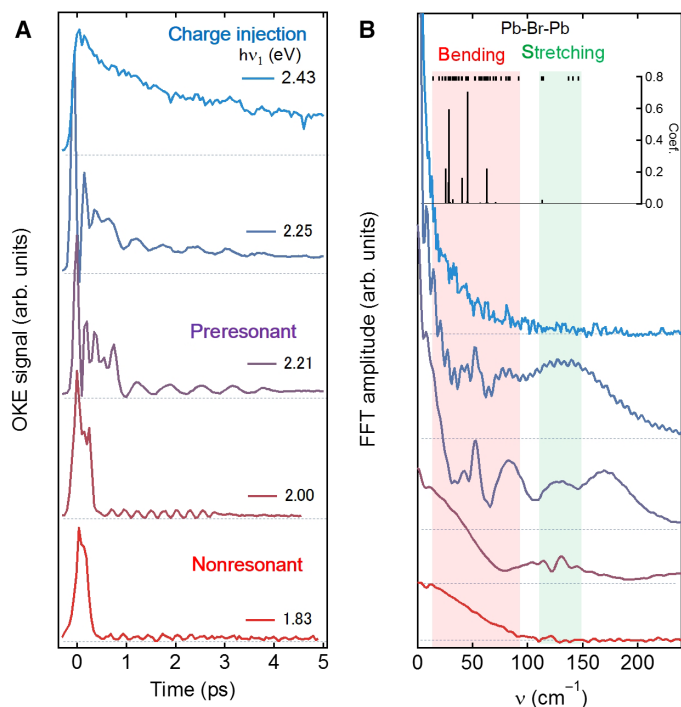 A
Charge injection
hν₁ (eV)
2.43
2.25
Preresonant
2.21
2.00
Nonresonant
1.83
OKE signal (arb. units)
0 1 2 3 4 5
Time (ps)
B
Pb-Br-Pb
Bending
Stretching
0.8
0.6
0.4
0.2
0.0
Coef.
FFT amplitude (arb. units)
0 50 100 150 200
ν (cm⁻¹)